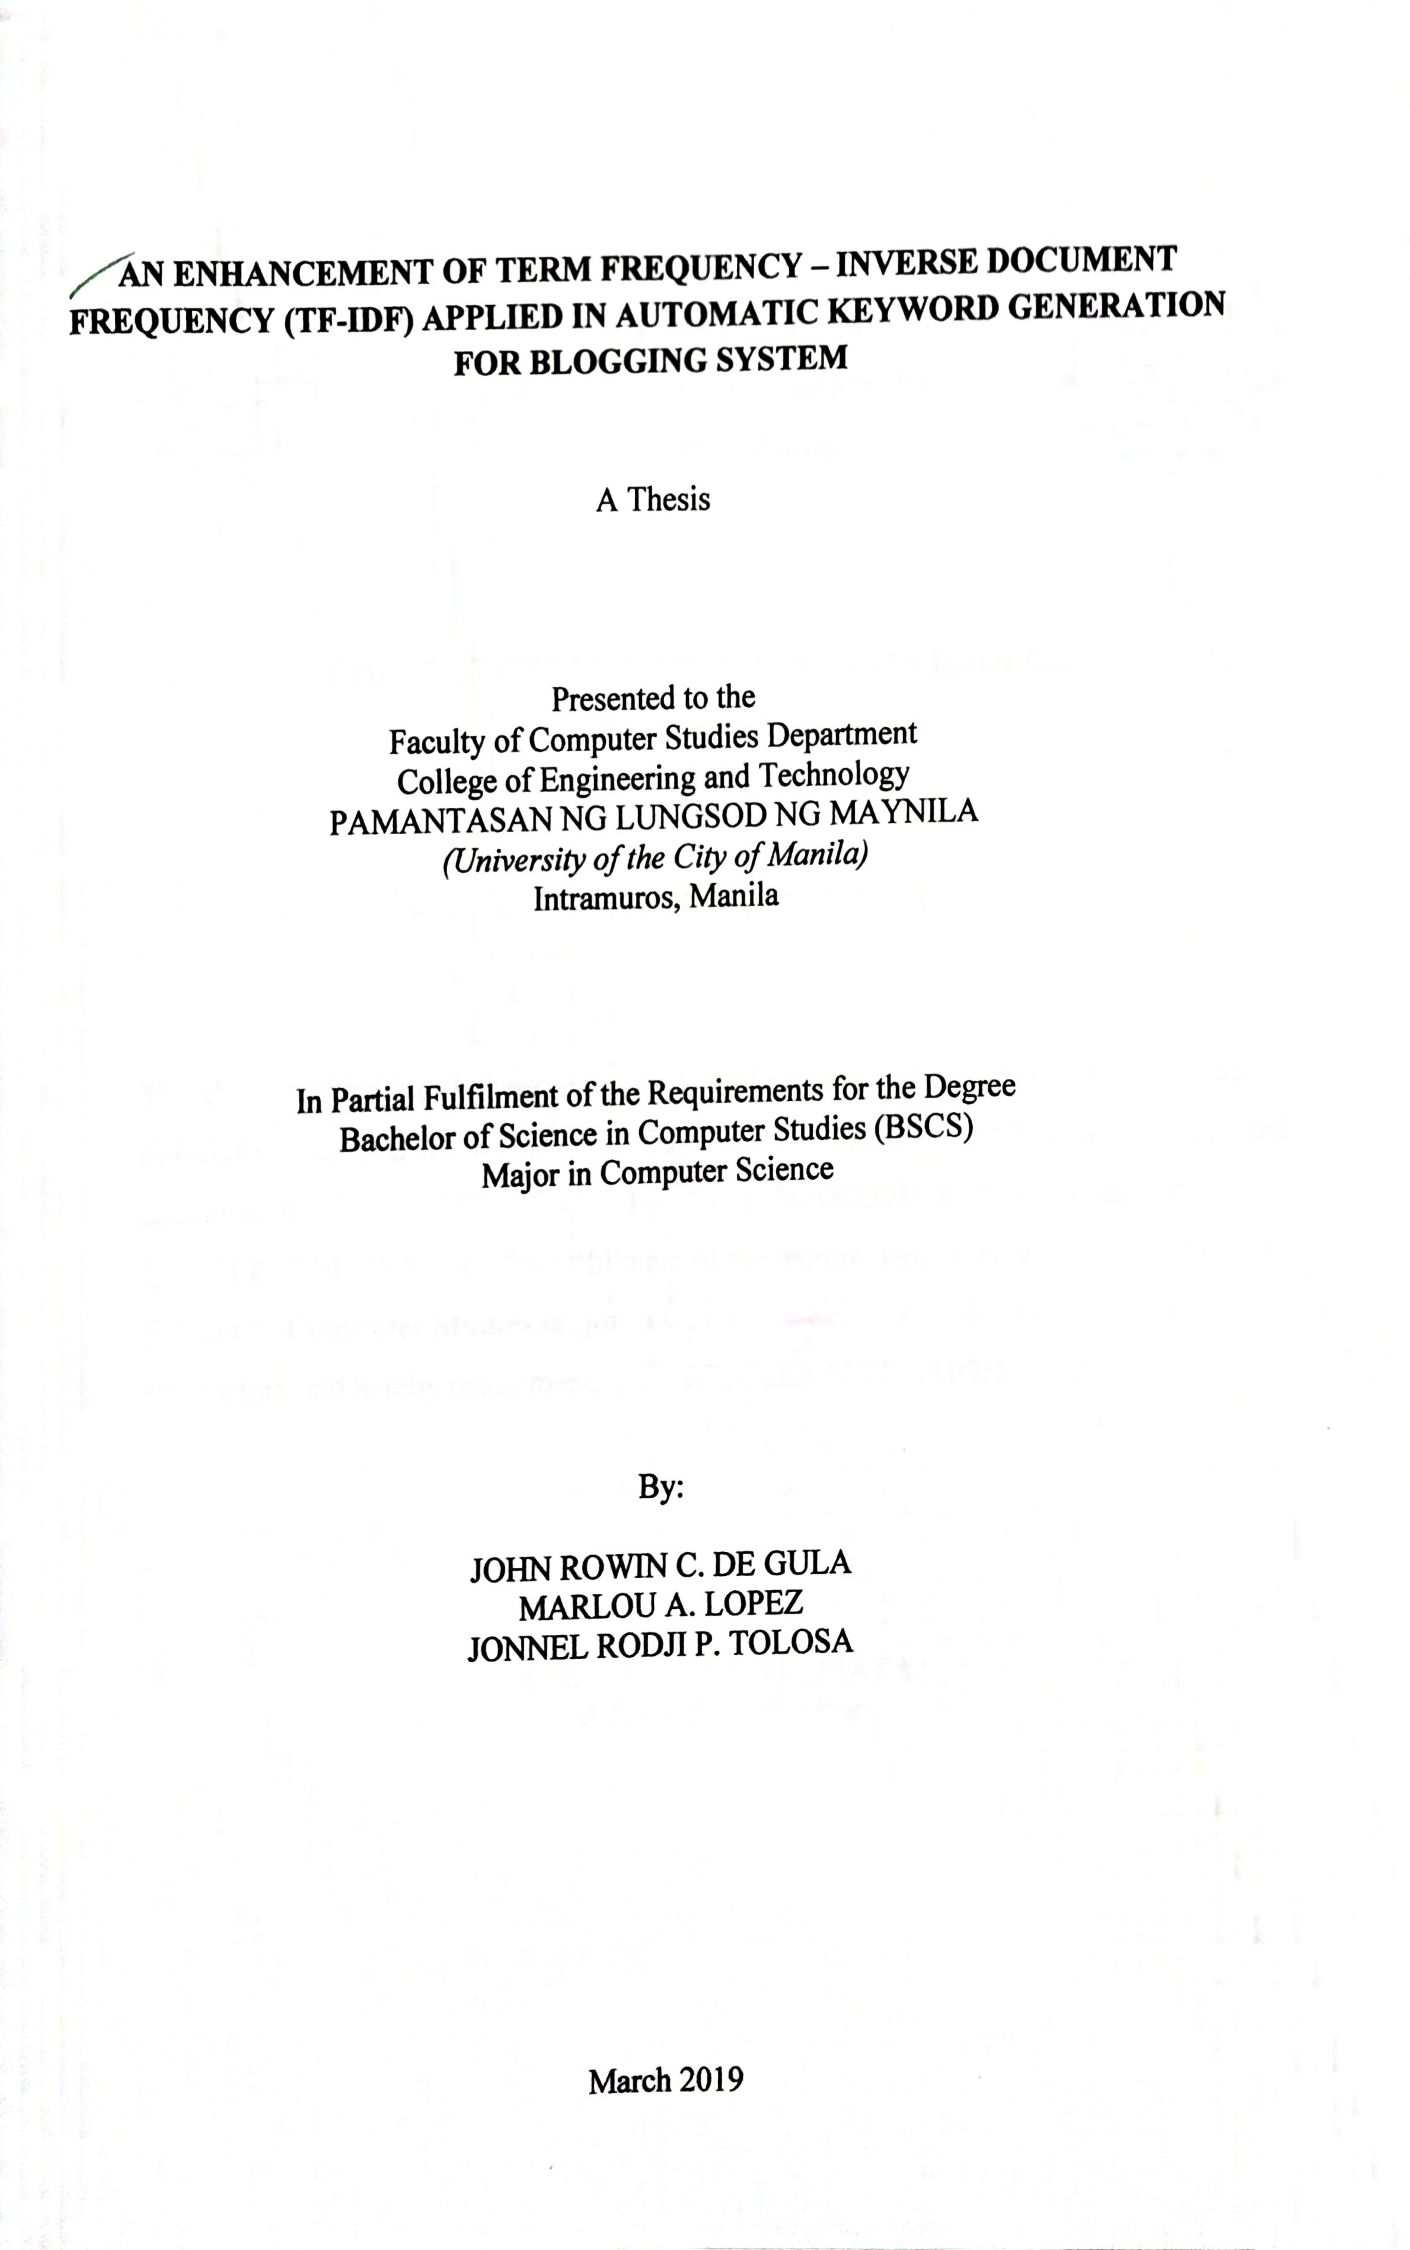 AN ENHANCEMENT OF TERM FREQUENCY – INVERSE DOCUMENT
FREQUENCY (TF-IDF) APPLIED IN AUTOMATIC KEYWORD GENERATION
FOR BLOGGING SYSTEM
A Thesis
Presented to the
Faculty of Computer Studies Department
College of Engineering and Technology
PAMANTASAN NG LUNGSOD NG MAYNILA
(University of the City of Manila)
Intramuros, Manila
In Partial Fulfilment of the Requirements for the Degree
Bachelor of Science in Computer Studies (BSCS)
Major in Computer Science
By:
JOHN ROWIN C. DE GULA
MARLOU A. LOPEZ
JONNEL RODJI P. TOLOSA
March 2019